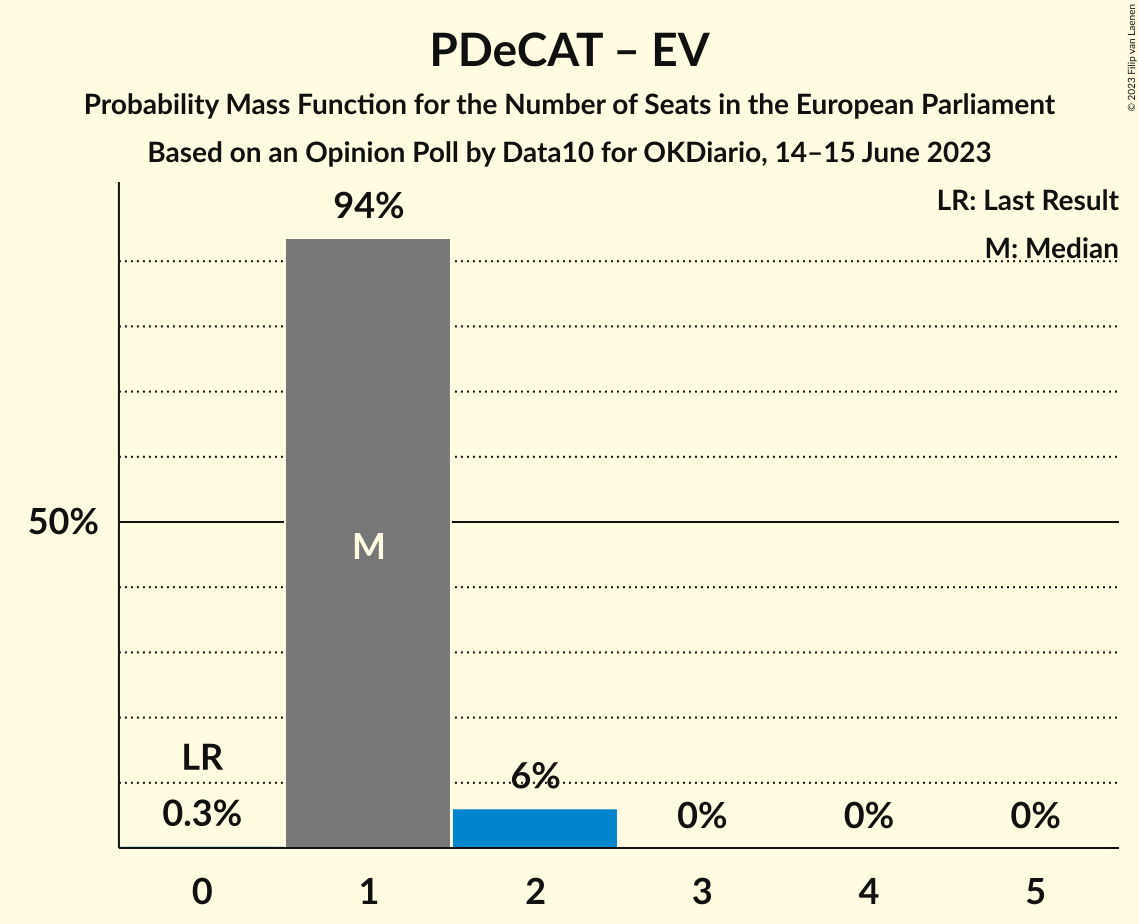 PDeCAT – EV
Probability Mass Function for the Number of Seats in the European Parliament
Based on an Opinion Poll by Data10 for OKDiario, 14–15 June 2023
© 2023 Filip van Laenen
LR: Last Result
M: Median
94%
50%
M
LR
0.3%
6%
0%
0%
0%
0
1
2
3
4
5